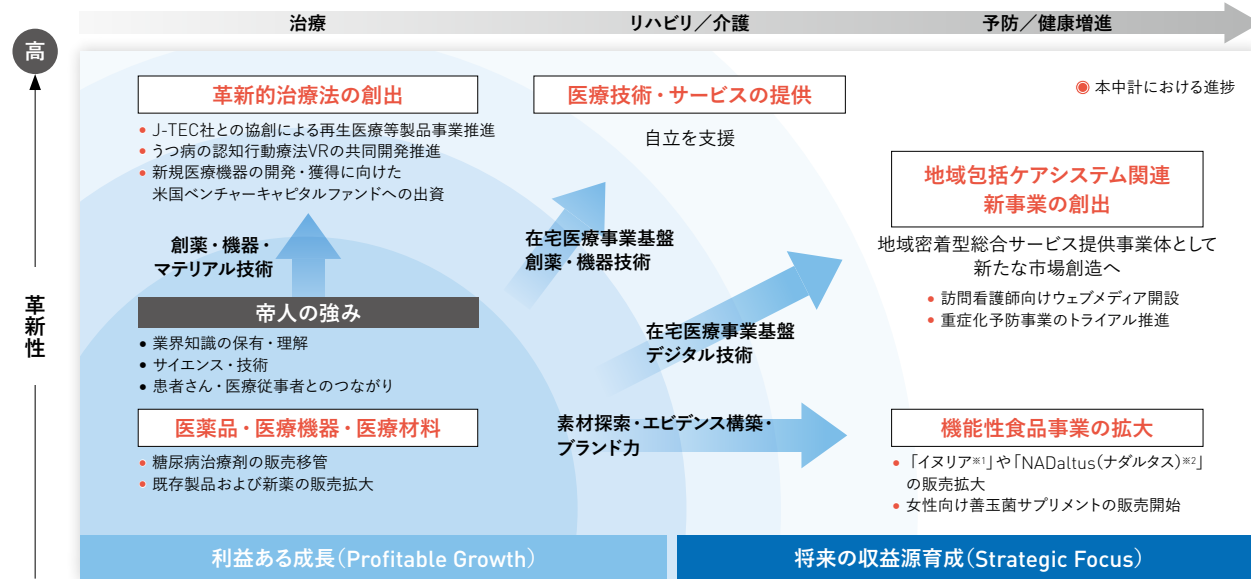 治療
リハビリ／介護
予防／健康増進
高
革新性
◉ 本中計における進捗
革新的治療法の創出
• J-TEC社との協創による再生医療等製品事業推進
• うつ病の認知行動療法VRの共同開発推進
• 新規医療機器の開発・獲得に向けた
米国ベンチャーキャピタルファンドへの出資
創薬・機器・
マテリアル技術
帝人の強み
• 業界知識の保有・理解
• サイエンス・技術
• 患者さん・医療従事者とのつながり
医薬品・医療機器・医療材料
• 糖尿病治療剤の販売移管
• 既存製品および新薬の販売拡大
医療技術・サービスの提供
自立を支援
在宅医療事業基盤
創薬・機器技術
在宅医療事業基盤
デジタル技術
素材探索・エビデンス構築・
ブランド力
地域包括ケアシステム関連
新事業の創出
地域密着型総合サービス提供事業体として
新たな市場創造へ
• 訪問看護師向けウェブメディア開設
• 重症化予防事業のトライアル推進
機能性食品事業の拡大
• 「イヌリア※1」や「NADaltus(ナダルタス)※2」
の販売拡大
• 女性向け善玉菌サプリメントの販売開始
利益ある成長(Profitable Growth)
将来の収益源育成(Strategic Focus)